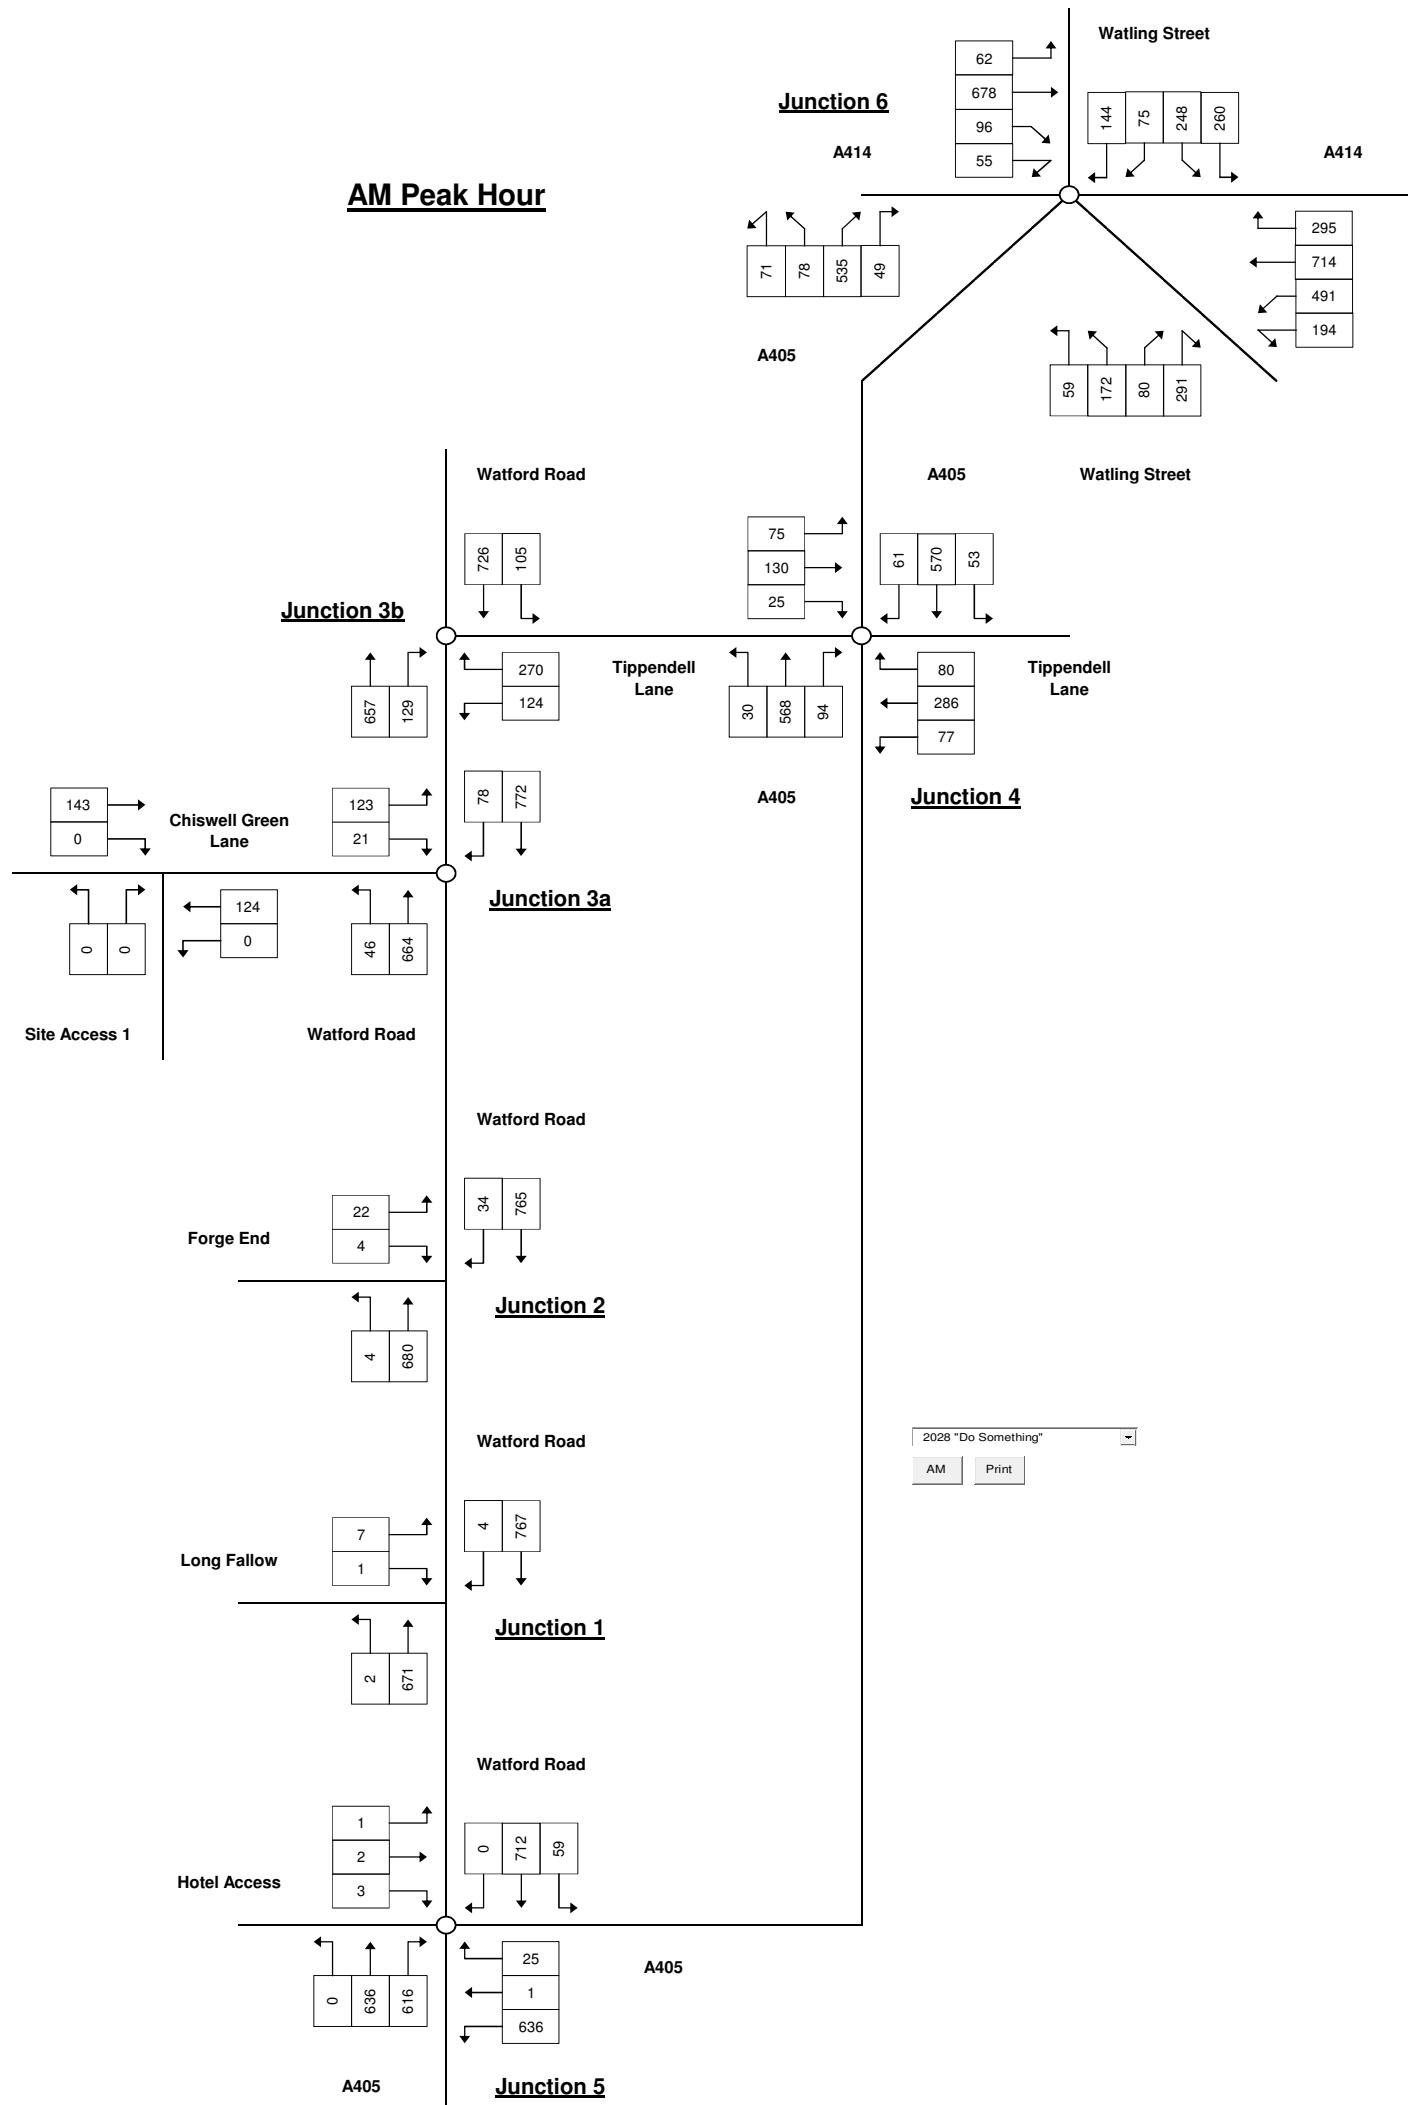 Watling Street
62
678
96
55
Junction 6
144
75
248
260
A414
A414
AM Peak Hour
71
78
535
49
295
714
491
194
A405
59
172
80
291
Watford Road
A405
Watling Street
726
105
75
130
25
61
570
53
Junction 3b
657
129
270
124
Tippendell
Lane
30
568
94
80
286
77
Tippendell
Lane
143
0
Chiswell Green
Lane
123
21
78
772
A405
Junction 4
0
0
124
0
46
664
Junction 3a
Site Access 1
Watford Road
Watford Road
Forge End
22
4
34
765
4
680
Junction 2
Watford Road
2028 "Do Something"
AM
Print
Long Fallow
7
1
4
767
2
671
Junction 1
Watford Road
Hotel Access
1
2
3
0
712
59
0
636
616
25
1
636
A405
A405
Junction 5